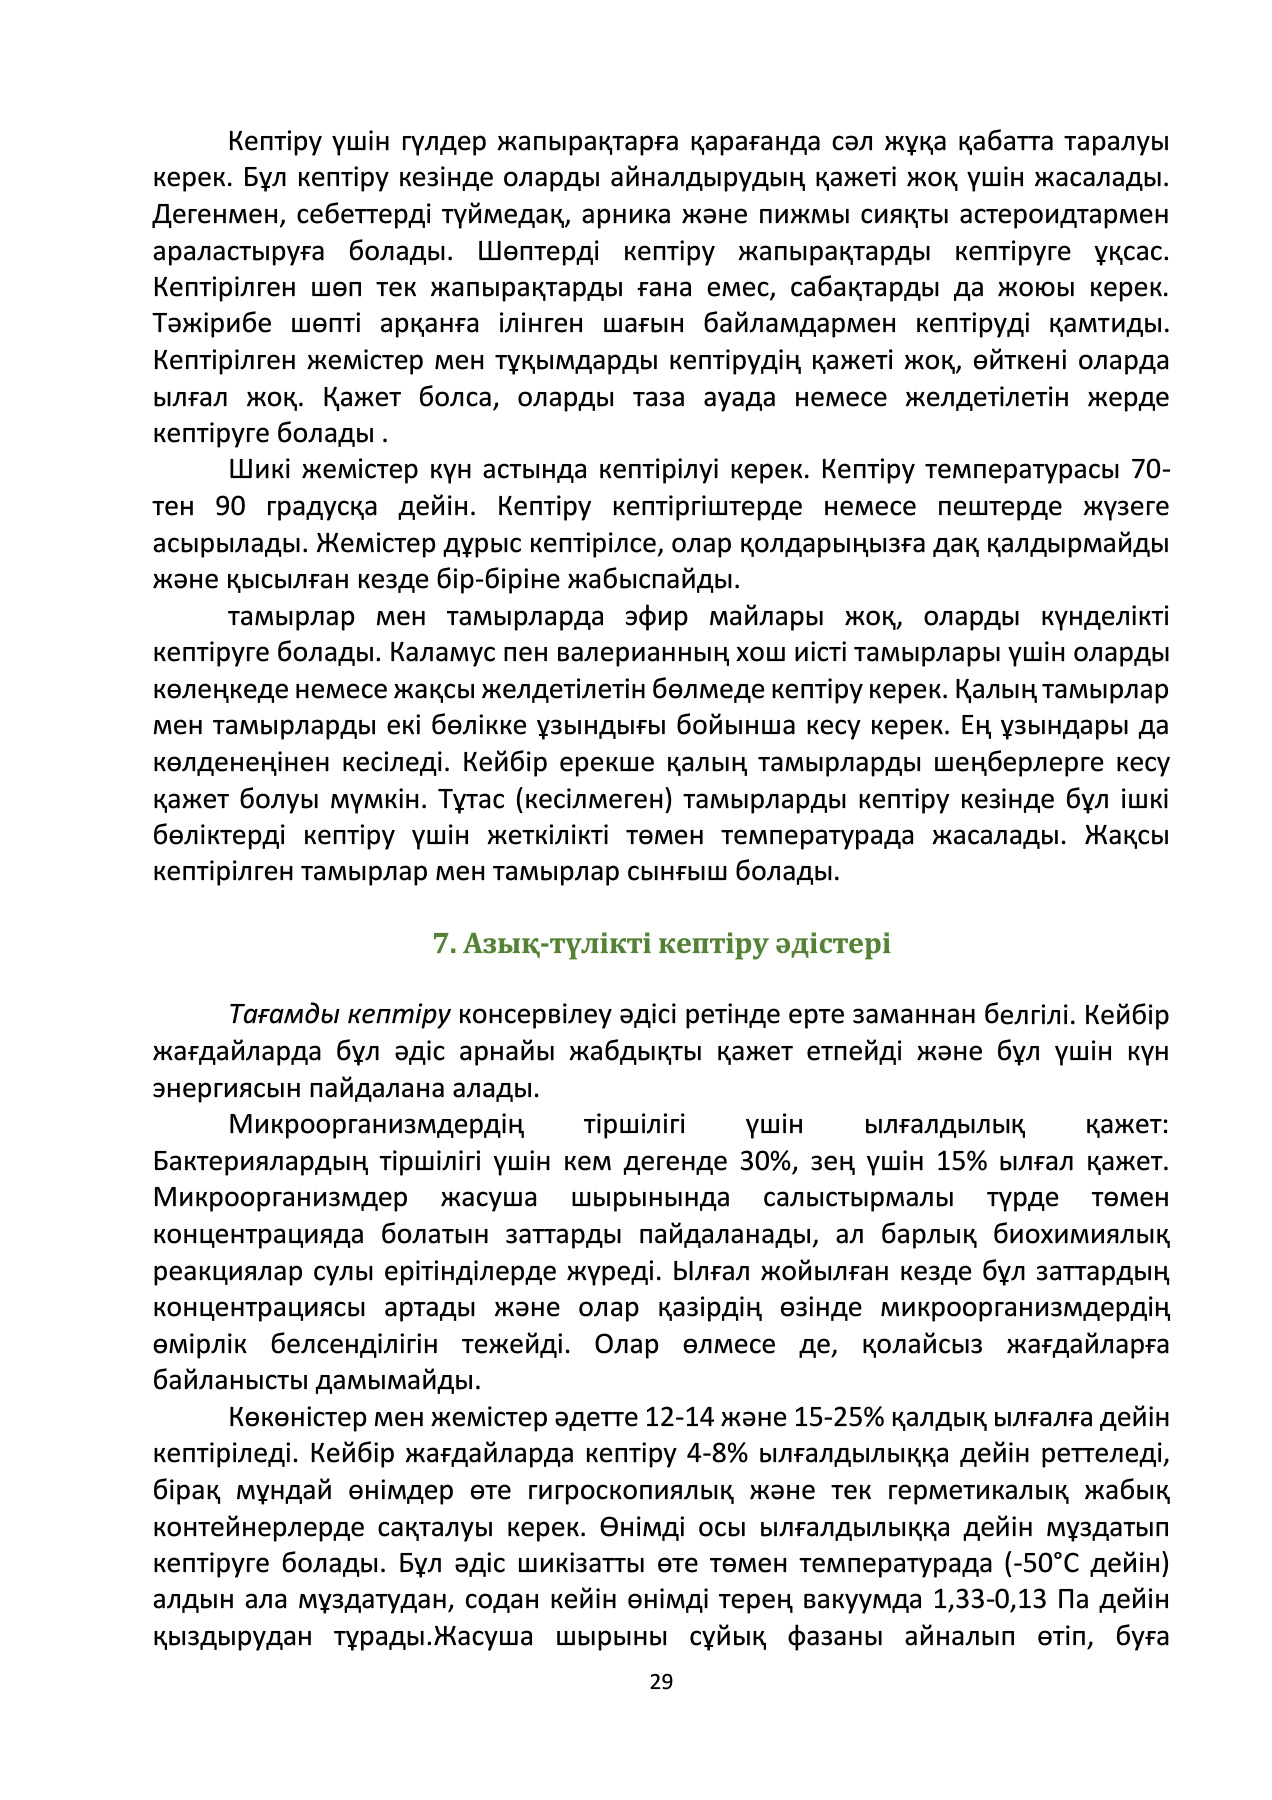 Кептіру үшін гүлдер жапырақтарға қарағанда сәл жұқа қабатта таралуы
керек. Бұл кептіру кезінде оларды айналдырудың қажеті жоқ үшін жасалады.
Дегенмен, себеттерді түймедақ, арника және пижмы сияқты астероидтармен
араластыруға болады. Шөптерді кептіру жапырақтарды кептіруге ұқсас.
Кептірілген шөп тек жапырақтарды ғана емес, сабақтарды да жоюы керек.
Тәжірибе шөпті арқанға ілінген шағын байламдармен кептіруді қамтиды.
Кептірілген жемістер мен тұқымдарды кептірудің қажеті жоқ, өйткені оларда
ылғал жоқ. Қажет болса, оларды таза ауада немесе желдетілетін жерде
кептіруге болады .
Шикі жемістер күн астында кептірілуі керек. Кептіру температурасы 70-
тен 90 градусқа дейін. Кептіру кептіргіштерде немесе пештерде жүзеге
асырылады. Жемістер дұрыс кептірілсе, олар қолдарыңызға дақ қалдырмайды
және қысылған кезде бір-біріне жабыспайды.
тамырлар мен тамырларда эфир майлары жоқ, оларды күнделікті
кептіруге болады. Каламус пен валерианның хош иісті тамырлары үшін оларды
көлеңкеде немесе жақсы желдетілетін бөлмеде кептіру керек. Қалың тамырлар
мен тамырларды екі бөлікке ұзындығы бойынша кесу керек. Ең ұзындары да
көлденеңінен кесіледі. Кейбір ерекше қалың тамырларды шеңберлерге кесу
қажет болуы мүмкін. Тұтас (кесілмеген) тамырларды кептіру кезінде бұл ішкі
бөліктерді кептіру үшін жеткілікті төмен температурада жасалады. Жақсы
кептірілген тамырлар мен тамырлар сынғыш болады.
7. Азық-түлікті кептіру әдістері
Тағамды кептіру консервілеу әдісі ретінде ерте заманнан белгілі. Кейбір
жағдайларда бұл әдіс арнайы жабдықты қажет етпейді және бұл үшін күн
энергиясын пайдалана алады.
Микроорганизмдердің тіршілігі үшін ылғалдылық қажет:
Бактериялардың тіршілігі үшін кем дегенде 30%, зең үшін 15% ылғал қажет.
Микроорганизмдер жасуша шырынында салыстырмалы түрде төмен
концентрацияда болатын заттарды пайдаланады, ал барлық биохимиялық
реакциялар сулы ерітінділерде жүреді. Ылғал жойылған кезде бұл заттардың
концентрациясы артады және олар қазірдің өзінде микроорганизмдердің
өмірлік белсенділігін тежейді. Олар өлмесе де, қолайсыз жағдайларға
байланысты дамымайды.
Көкөністер мен жемістер әдетте 12-14 және 15-25% қалдық ылғалға дейін
кептіріледі. Кейбір жағдайларда кептіру 4-8% ылғалдылыққа дейін реттеледі,
бірақ мұндай өнімдер өте гигроскопиялық және тек герметикалық жабық
контейнерлерде сақталуы керек. Өнімді осы ылғалдылыққа дейін мұздатып
кептіруге болады. Бұл әдіс шикізатты өте төмен температурада (-50°C дейін)
алдын ала мұздатудан, содан кейін өнімді терең вакуумда 1,33-0,13 Па дейін
қыздырудан тұрады.Жасуша шырыны сұйық фазаны айналып өтіп, буға
29